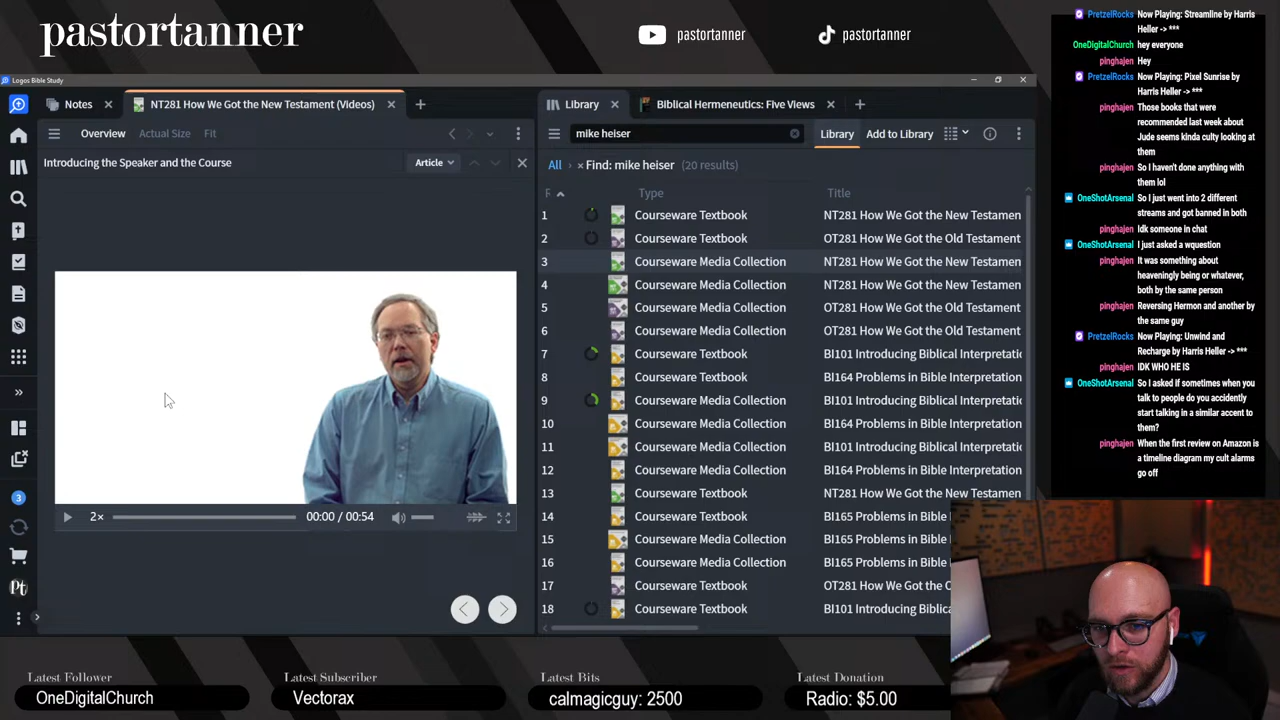 pastortanner
pastortanner
pastortanner
Logos Bible Study
Notes
NT281 How We Got the New Testament (Videos)
Overview
Actual Size
Fit
Introducing the Speaker and the Course
Article
2×
00:00 / 00:54
Library
Biblical Hermeneutics: Five Views
mike heiser
Library
Add to Library
All
Find: mike heiser (20 results)
Type
Title
1 Courseware Textbook NT281 How We Got the New Testamen
2 Courseware Textbook OT281 How We Got the Old Testament
3 Courseware Media Collection NT281 How We Got the New Testamen
4 Courseware Media Collection NT281 How We Got the New Testamen
5 Courseware Media Collection OT281 How We Got the Old Testament
6 Courseware Media Collection OT281 How We Got the Old Testament
7 Courseware Textbook BI101 Introducing Biblical Interpretati
8 Courseware Textbook BI164 Problems in Bible Interpretation
9 Courseware Media Collection BI101 Introducing Biblical Interpretati
10 Courseware Media Collection BI164 Problems in Bible Interpretation
11 Courseware Media Collection BI101 Introducing Biblical Interpretati
12 Courseware Media Collection BI164 Problems in Bible Interpretation
13 Courseware Textbook NT281 How We Got the New Testamen
14 Courseware Textbook BI165 Problems in Bible
15 Courseware Media Collection BI165 Problems in Bible
16 Courseware Media Collection BI165 Problems in Bible
17 Courseware Textbook OT281 How We Got the O
18 Courseware Textbook BI101 Introducing Biblica
3
Pt
PretzelRocks Now Playing: Streamline by Harris
Heller -> ***
OneDigitalChurch hey everyone
pinghajen Hey
PretzelRocks Now Playing: Pixel Sunrise by
Harris Heller -> ***
pinghajen Those books that were
recommended last week about
Jude seems kinda culty looking at
them
pinghajen So I haven't done anything with
them lol
OneShotArsenal So I just went into 2 different
streams and got banned in both
pinghajen Idk someone in chat
OneShotArsenal I just asked a wquestion
pinghajen It was something about
heaveningly being or whatever,
both by the same person
pinghajen Reversing Hermon and another by
the same guy
PretzelRocks Now Playing: Unwind and
Recharge by Harris Heller -> ***
pinghajen IDK WHO HE IS
OneShotArsenal So I asked if sometimes when you
talk to people do you accidently
start talking in a similar accent to
them?
pinghajen When the first review on Amazon is
a timeline diagram my cult alarms
go off
Latest Follower
OneDigitalChurch
Latest Subscriber
Vectorax
Latest Bits
calmagicguy: 2500
Latest Donation
Radio: $5.00